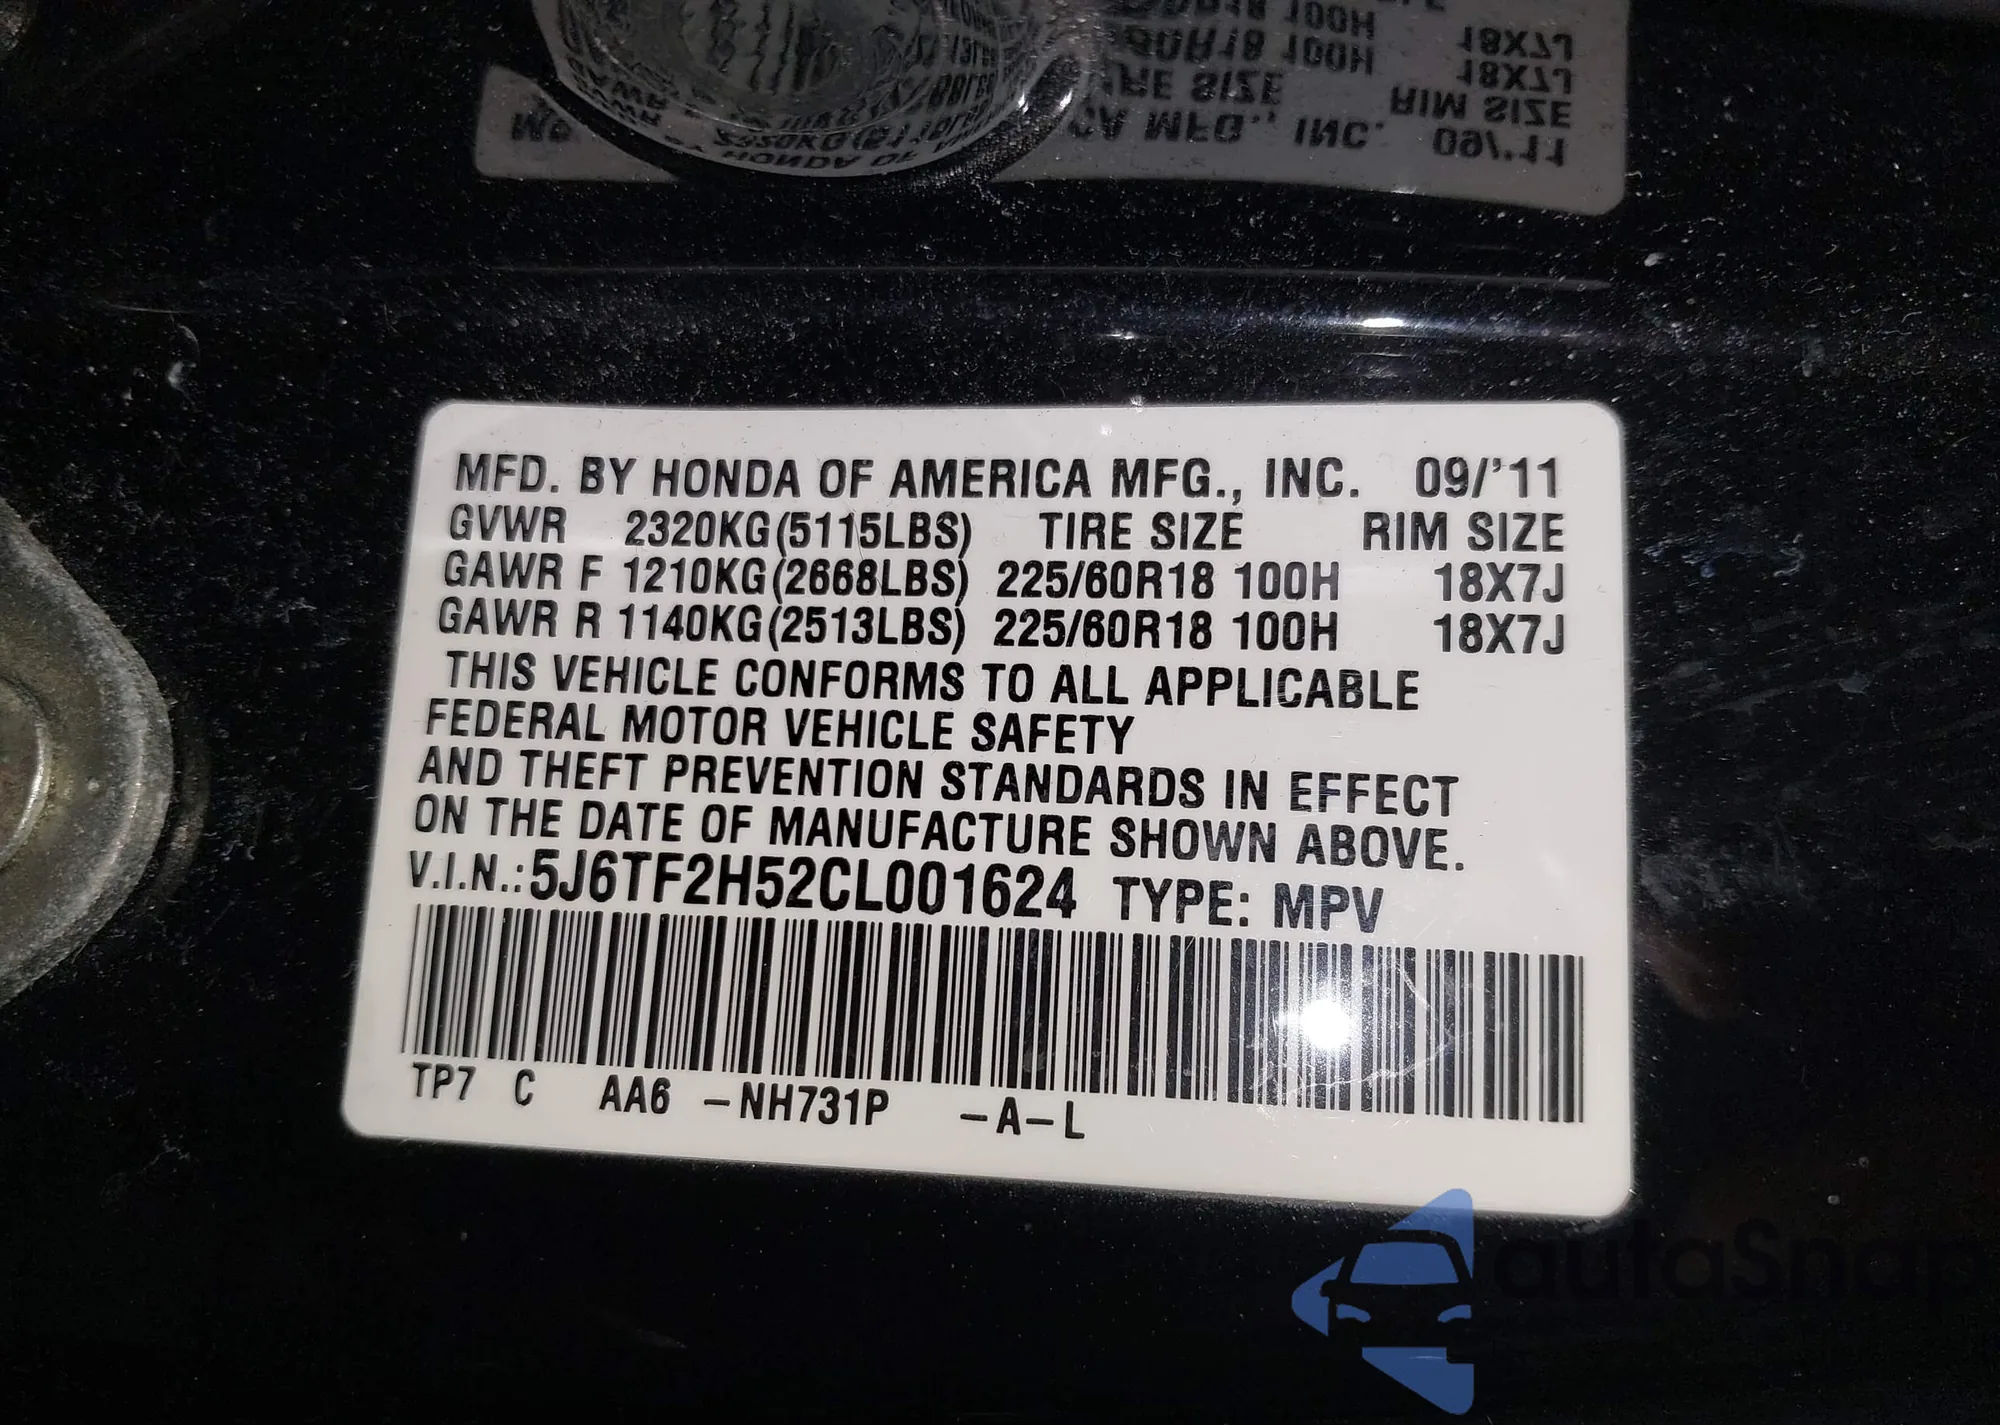 MFD. BY HONDA OF AMERICA MFG., INC. 09/'11
GVWR 2320KG(5115LBS) TIRE SIZE RIM SIZE
GAWR F 1210KG(2668LBS) 225/60R18 100H 18X7J
GAWR R 1140KG(2513LBS) 225/60R18 100H 18X7J
THIS VEHICLE CONFORMS TO ALL APPLICABLE
FEDERAL MOTOR VEHICLE SAFETY
AND THEFT PREVENTION STANDARDS IN EFFECT
ON THE DATE OF MANUFACTURE SHOWN ABOVE.
V.I.N.:5J6TF2H52CL001624 TYPE: MPV
TP7 C AA6 -NH731P -A-L
autaSnap